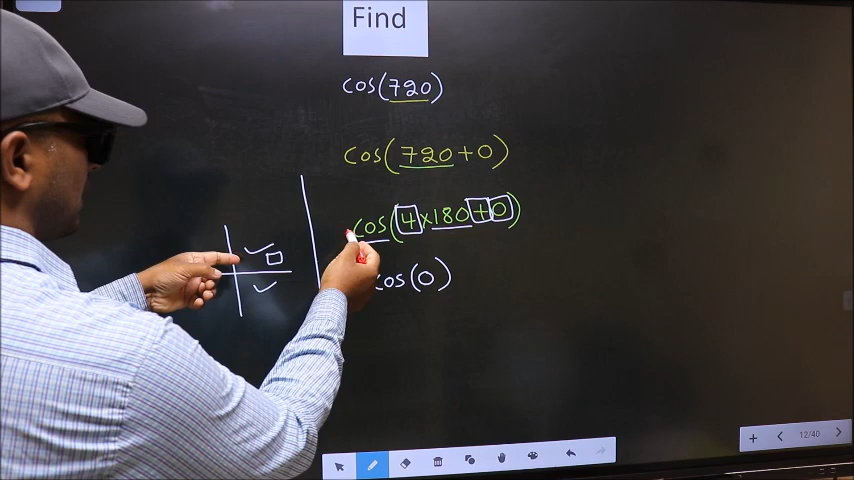 Find
cos(720)
cos(720+0)
cos(4×180+0)
cos(0)
12/40